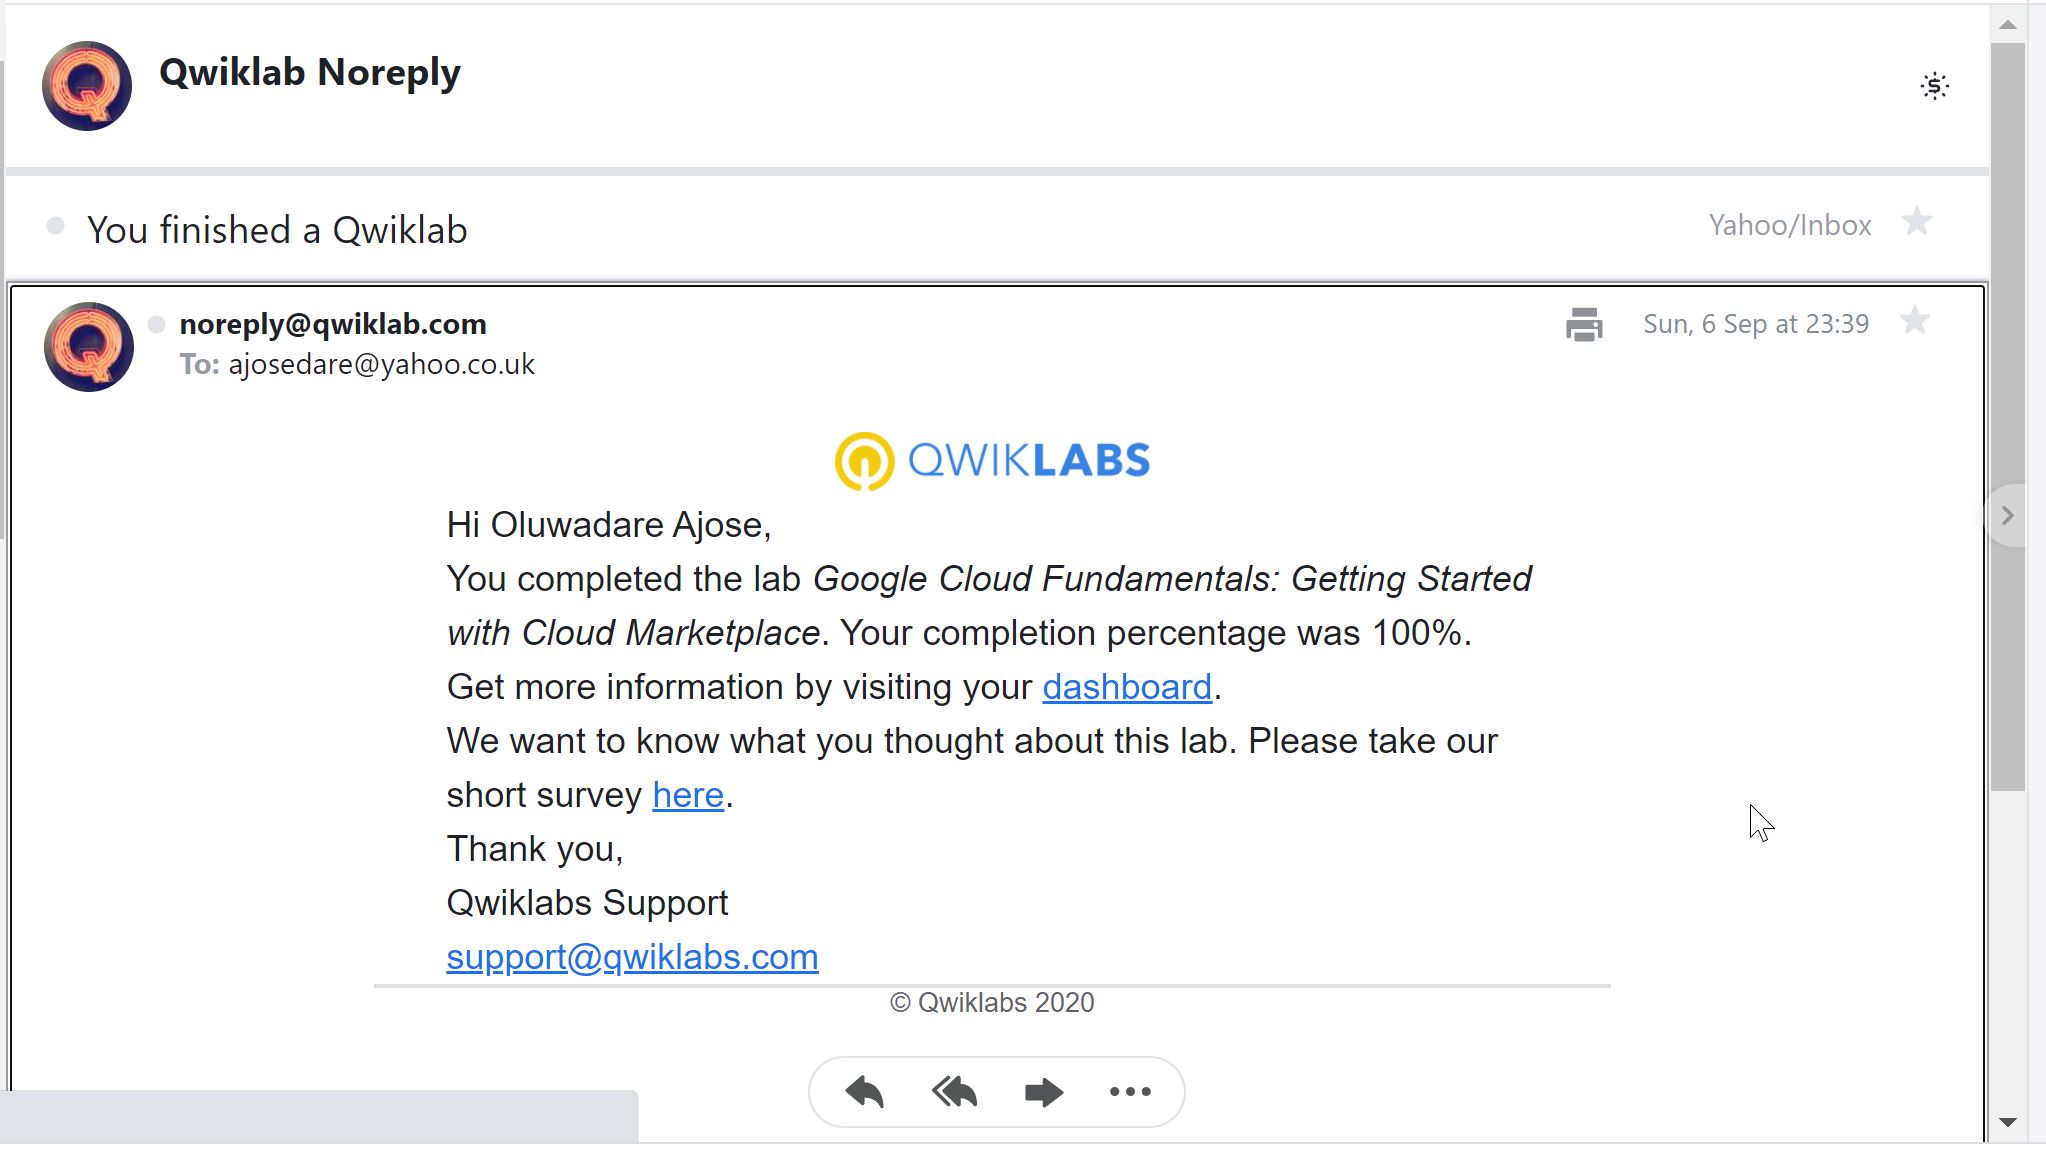 Qwiklab Noreply
You finished a Qwiklab
Yahoo/Inbox
noreply@qwiklab.com
Sun, 6 Sep at 23:39
To: ajosedare@yahoo.co.uk
QWIKLABS
Hi Oluwadare Ajose,
You completed the lab Google Cloud Fundamentals: Getting Started
with Cloud Marketplace. Your completion percentage was 100%.
Get more information by visiting your dashboard.
We want to know what you thought about this lab. Please take our
short survey here.
Thank you,
Qwiklabs Support
support@qwiklabs.com
© Qwiklabs 2020